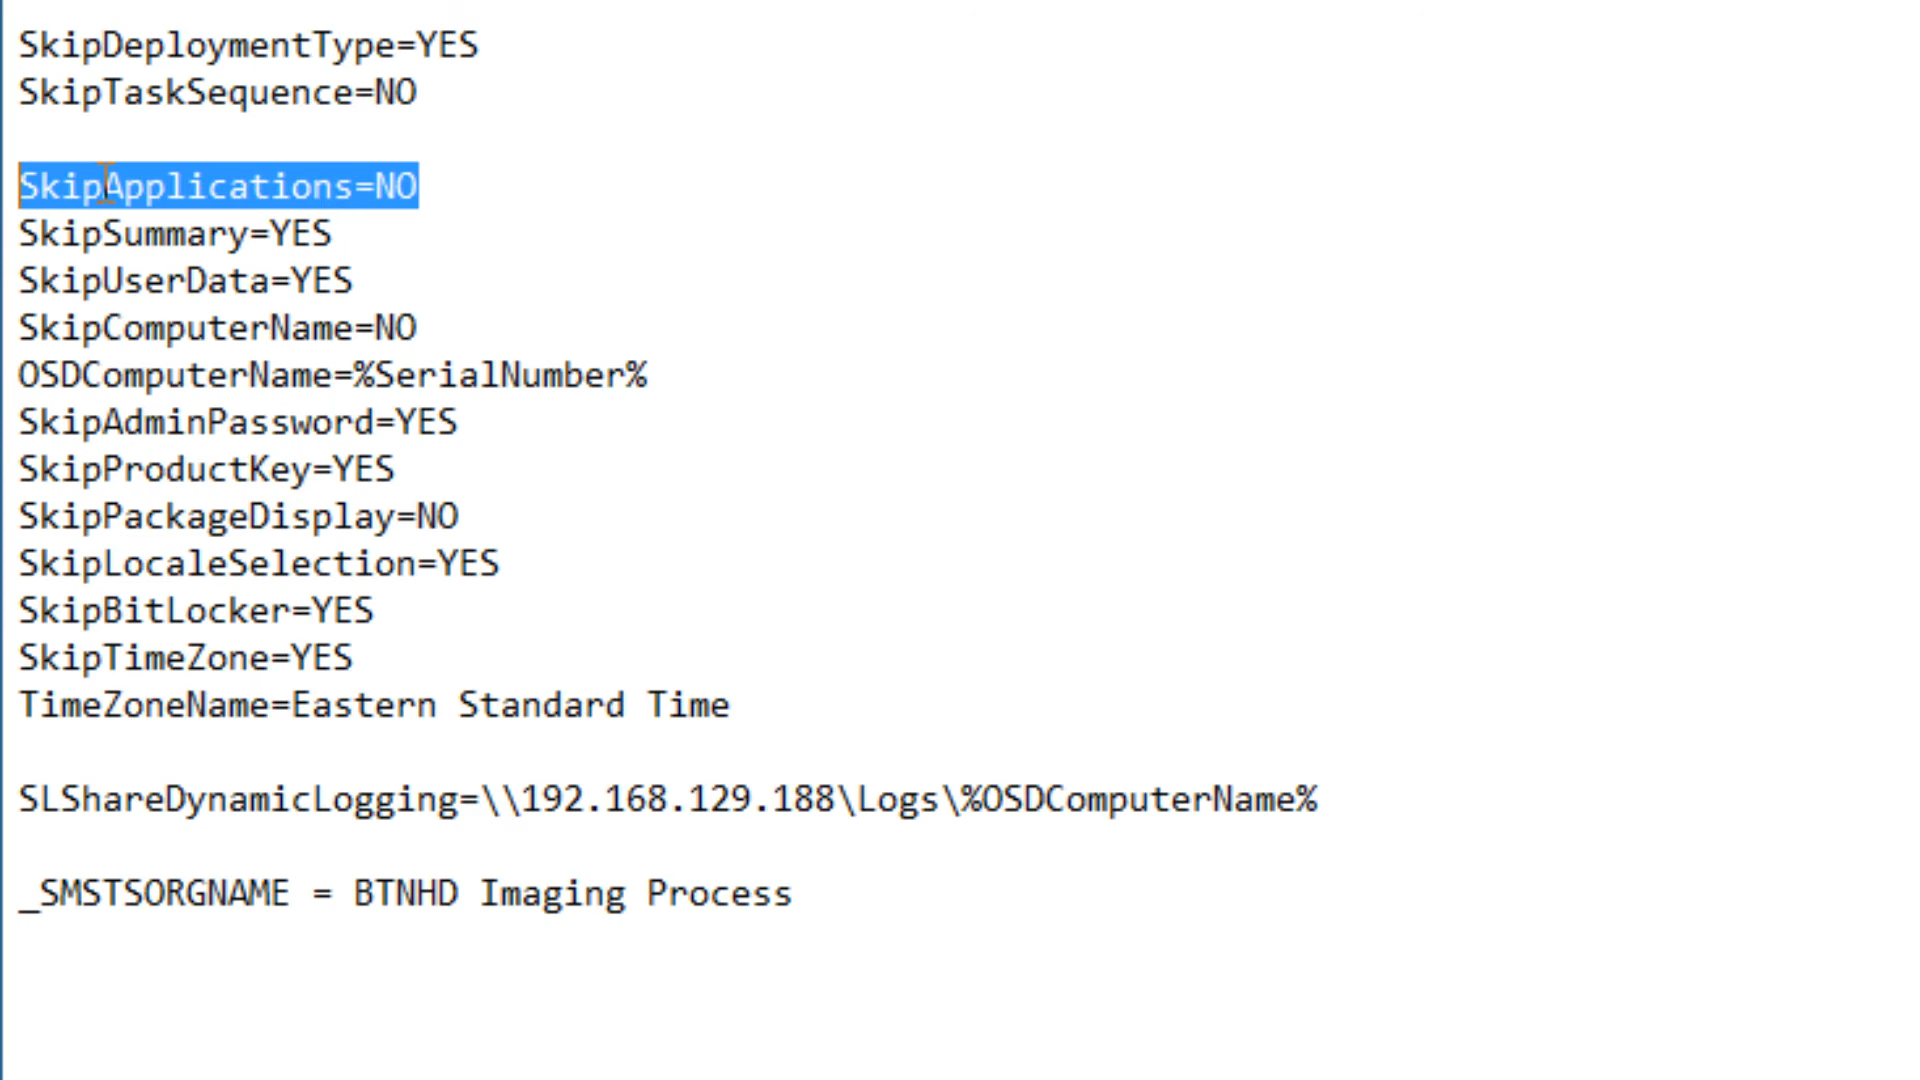 SkipDeploymentType=YES
SkipTaskSequence=NO
SkipApplications=NO
SkipSummary=YES
SkipUserData=YES
SkipComputerName=NO
OSDComputerName=%SerialNumber%
SkipAdminPassword=YES
SkipProductKey=YES
SkipPackageDisplay=NO
SkipLocaleSelection=YES
SkipBitLocker=YES
SkipTimeZone=YES
TimeZoneName=Eastern Standard Time
SLShareDynamicLogging=\\192.168.129.188\Logs\%OSDComputerName%
_SMSTSORGNAME = BTNHD Imaging Process